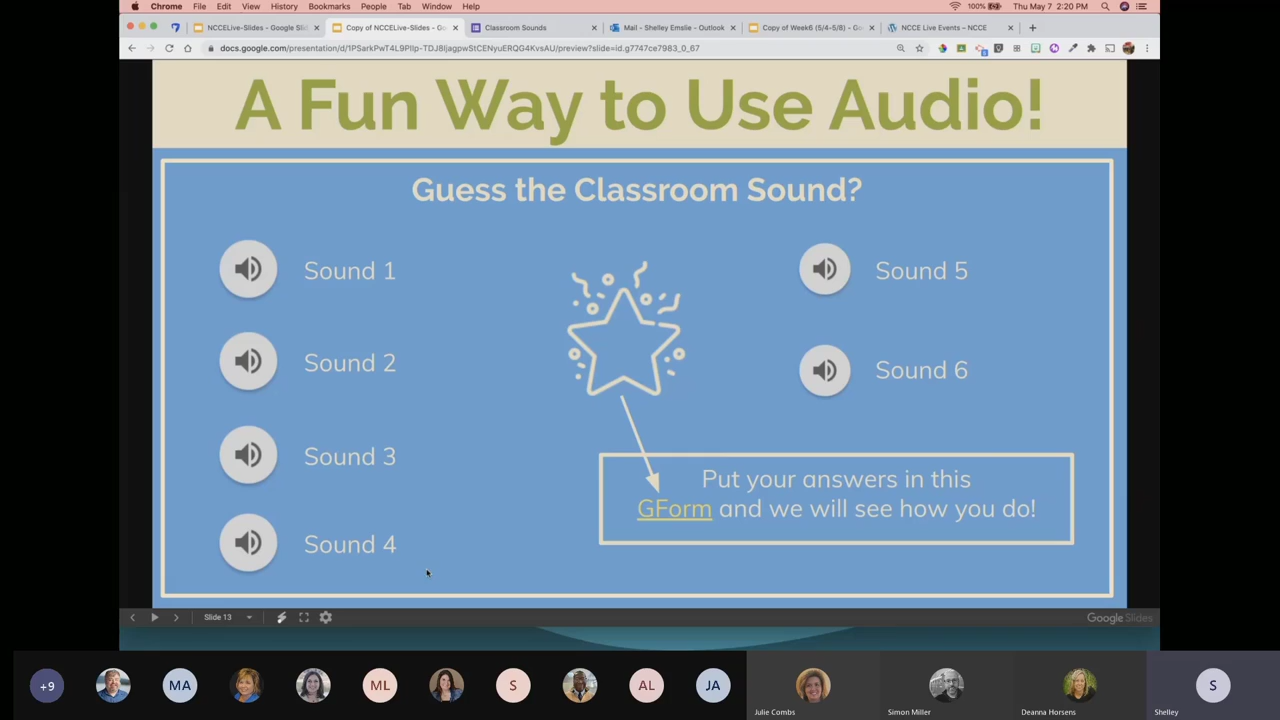 Chrome File Edit View History Bookmarks People Tab Window Help 100% Thu May 7 2:20 PM
NCCELive-Slides - Google Slid Copy of NCCELive-Slides - Go Classroom Sounds Mail - Shelley Emslie - Outlook Copy of Week6 (5/4-5/8) - Go NCCE Live Events – NCCE
docs.google.com/presentation/d/1PSarkPwT4L9PIlp-TDJ8ljagpwStCENyuERQG4KvsAU/preview?slide=id.g7747ce7983_0_67
A Fun Way to Use Audio!
Guess the Classroom Sound?
Sound 1
Sound 2
Sound 3
Sound 4
Sound 5
Sound 6
Put your answers in this
GForm and we will see how you do!
Slide 13
Google Slides
+9 MA ML S AL JA S
Julie Combs Simon Miller Deanna Horsens Shelley